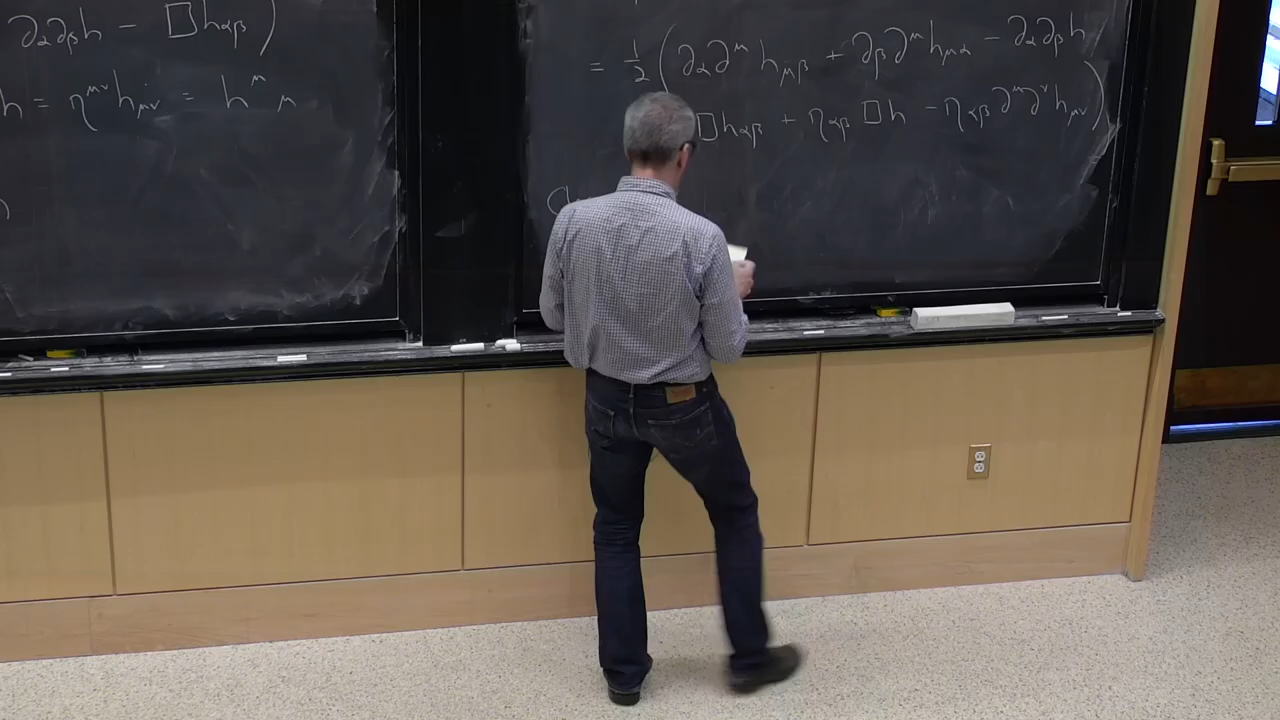 ∂α∂βh − □hαβ)
h = η^μν hμν = h^μ μ
= 1/2 (∂α∂^μ hμβ + ∂β∂^μ hμα − ∂α∂βh
□hαβ + ηαβ □h − ηαβ ∂^μ∂^ν hμν)